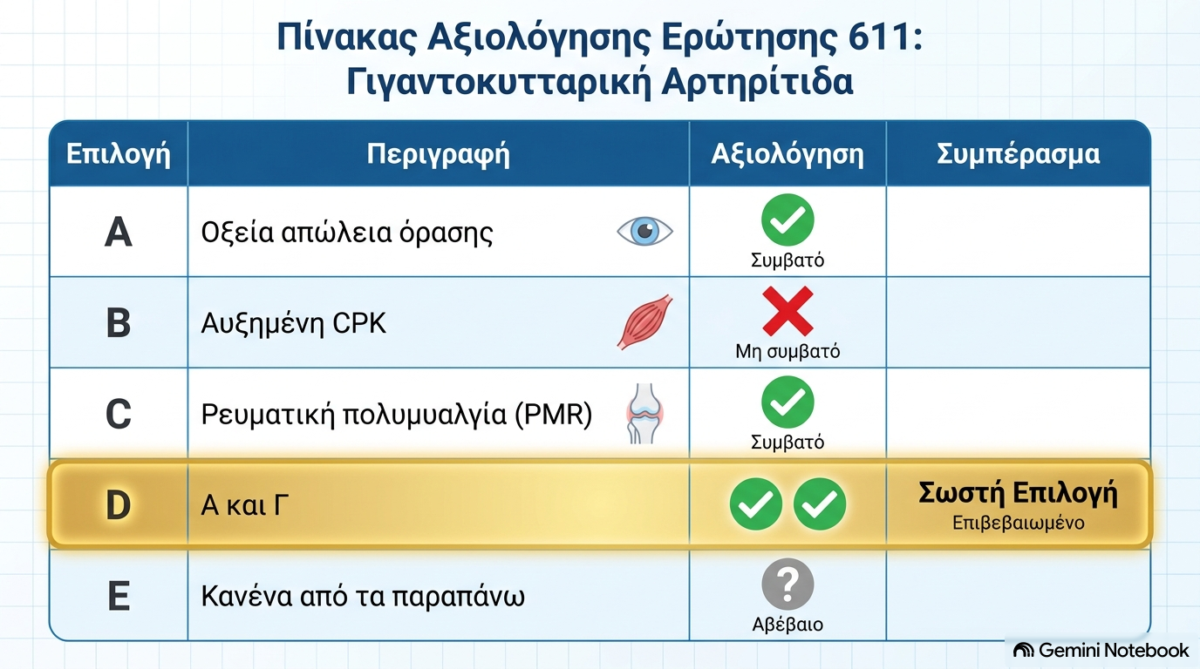 Πίνακας Αξιολόγησης Ερώτησης 611:
Γιγαντοκυτταρική Αρτηρίτιδα
Επιλογή Περιγραφή Αξιολόγηση Συμπέρασμα
A Οξεία απώλεια όρασης Συμβατό
B Αυξημένη CPK Μη συμβατό
C Ρευματική πολυμυαλγία (PMR) Συμβατό
D Α και Γ Σωστή Επιλογή
Επιβεβαιωμένο
E Κανένα από τα παραπάνω ?
Αβέβαιο
Gemini Notebook